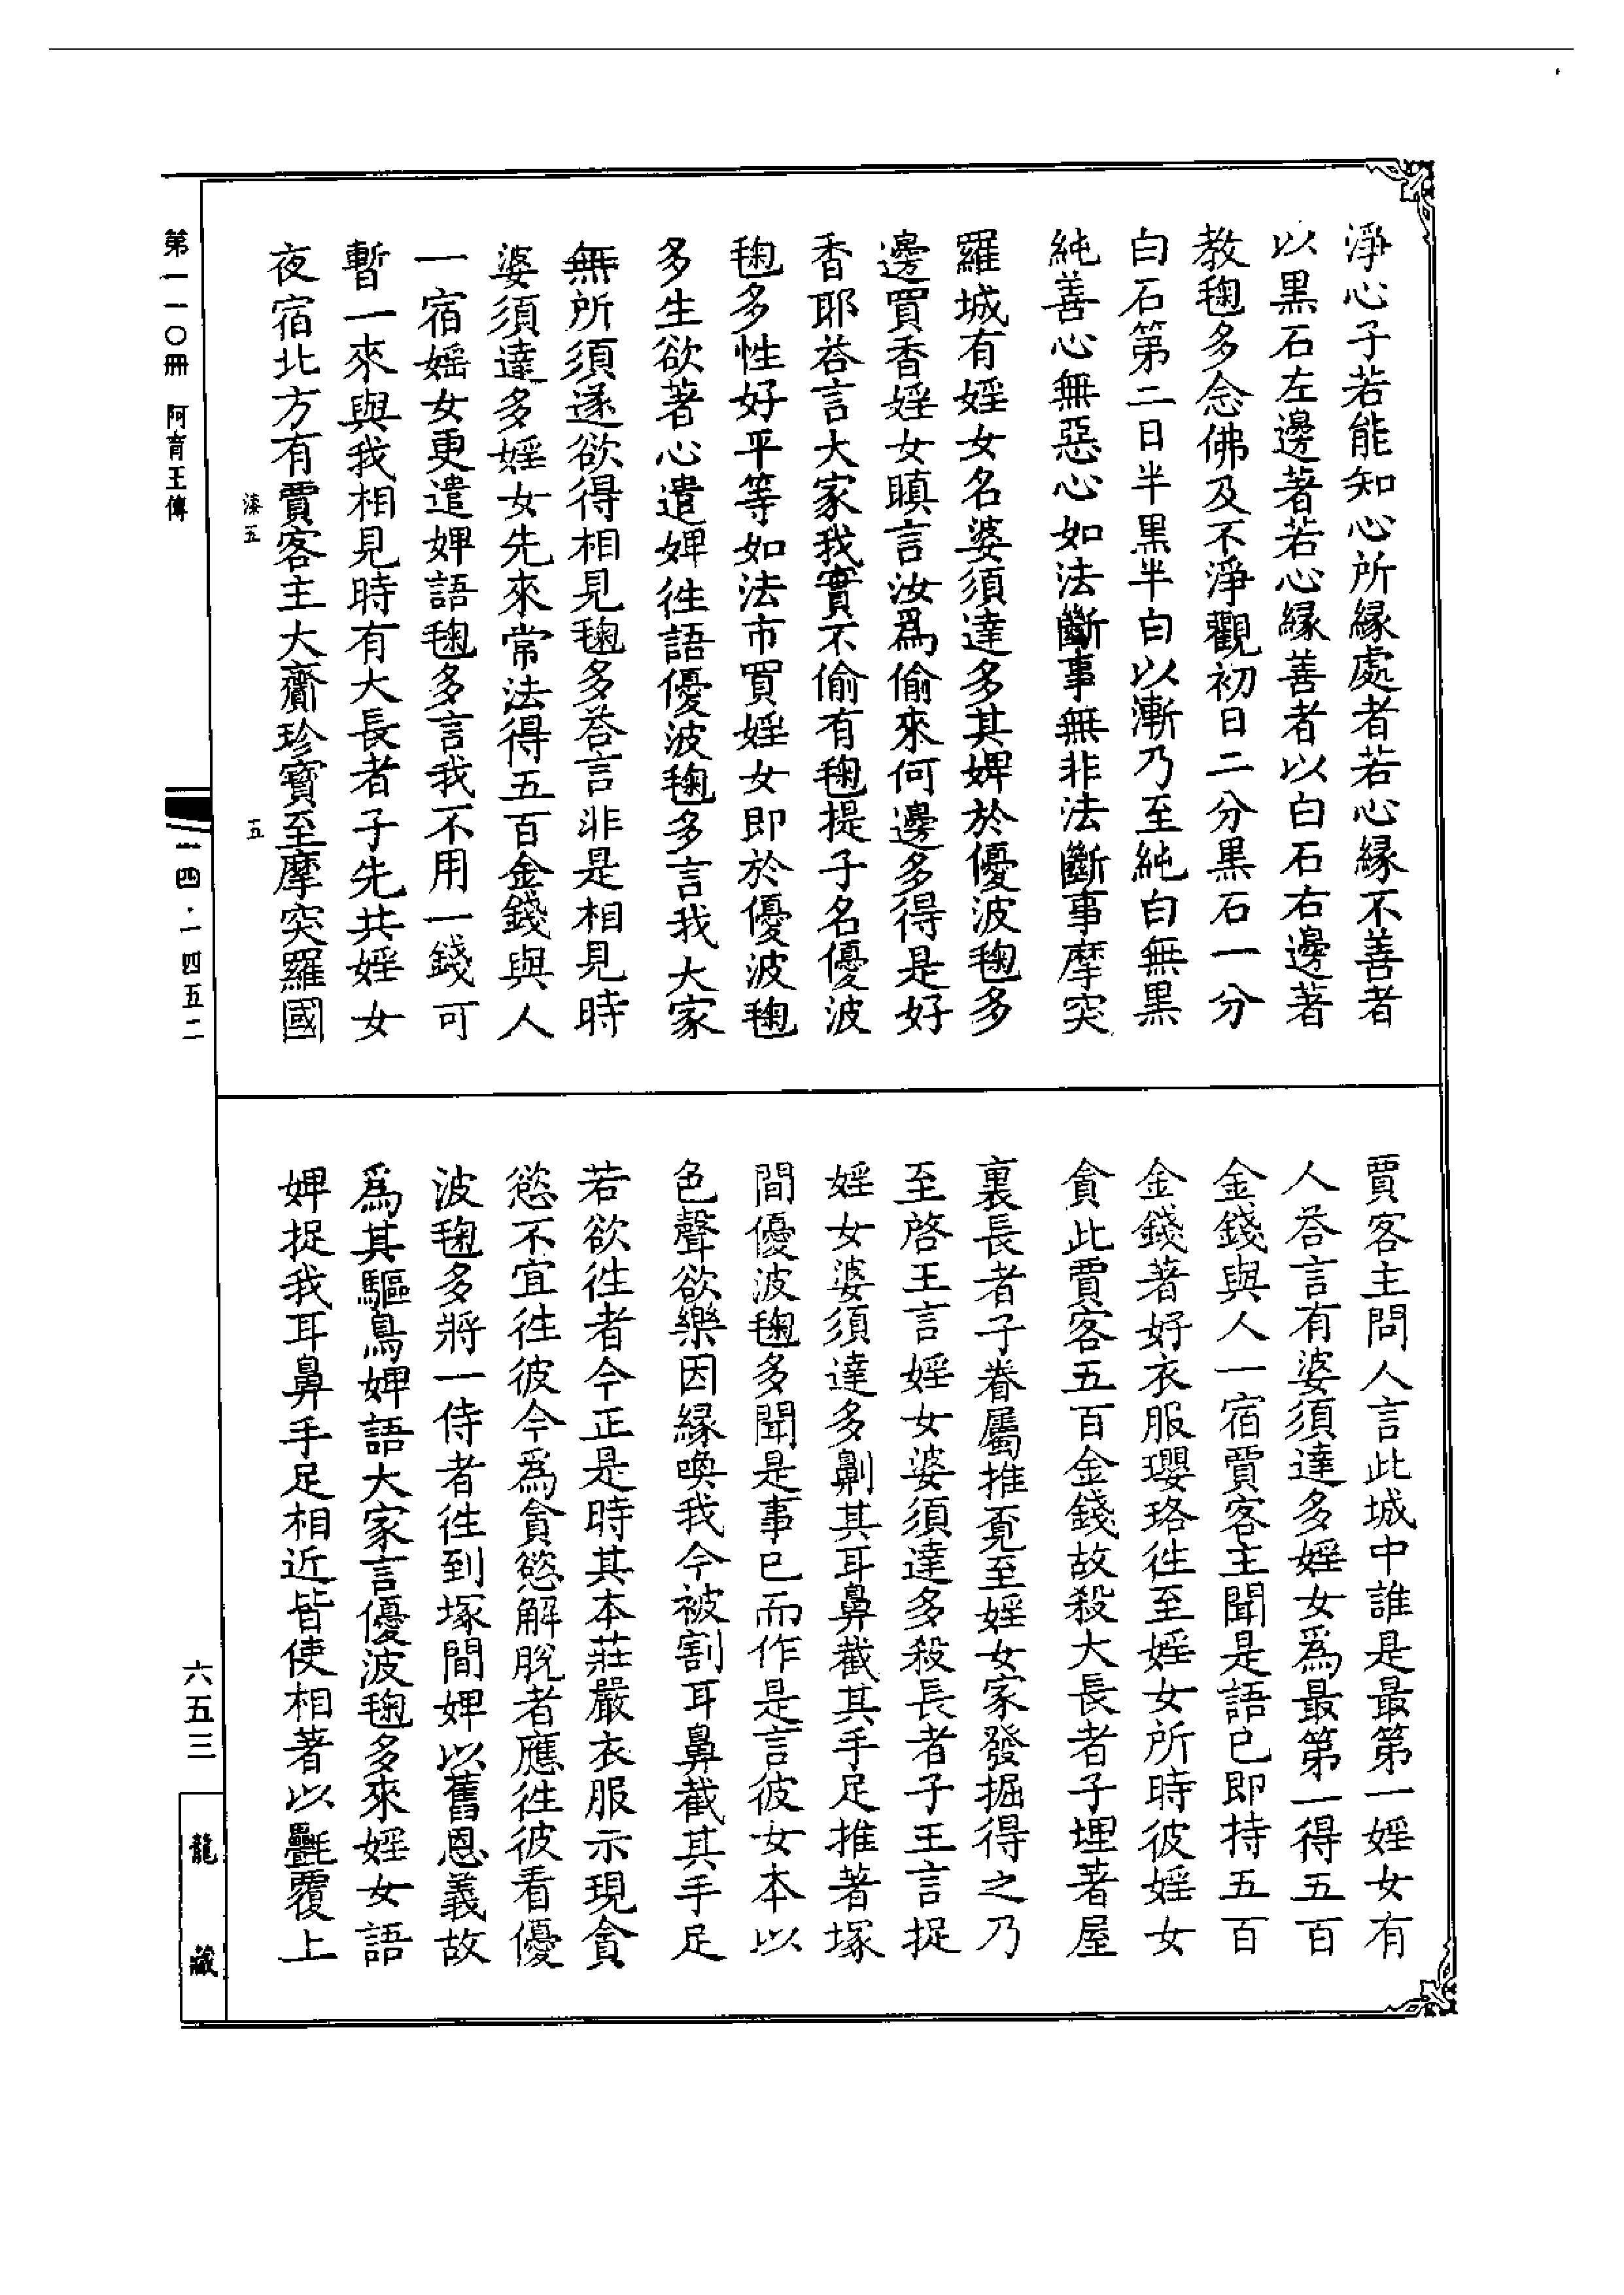 淨心子若能知心所緣處者若心緣不善者
以黑石左邊著若心緣善者以白石右邊著
教毱多念佛及不淨觀初日二分黑石一分
白石第二日半黑半白以漸乃至純白無黑
純善心無惡心如法斷事無非法斷事摩突
羅城有婬女名婆須達多其婢於優波毱多
邊買香婬女瞋言汝爲偷來何邊多得是好
香耶荅言大家我實不偷有毱提子名優波
毱多性好平等如法市買婬女即於優波毱
多生欲著心遣婢往語優波毱多言我大家
無所須遂欲得相見毱多荅言非是相見時
婆須達多婬女先來常法得五百金錢與人
一宿婬女更遣婢語毱多言我不用一錢可
暫一來與我相見時有大長者子先共婬女
夜宿北方有賈客主大齎珍寶至摩突羅國
賈客主問人言此城中誰是最第一婬女有
人荅言有婆須達多婬女爲最第一得五百
金錢與人一宿賈客主聞是語已即持五百
金錢著好衣服瓔珞往至婬女所時彼婬女
貪此賈客五百金錢故殺大長者子埋著屋
裏長者子眷屬推覓至婬女家發掘得之乃
至啓王言婬女婆須達多殺長者子王言捉
婬女婆須達多劓其耳鼻截其手足推著塚
間優波毱多聞是事已而作是言彼女本以
色聲欲樂因緣喚我今被割耳鼻截其手足
若欲往者今正是時其本莊嚴衣服示現貪
慾不宜往彼今爲貪慾解脫者應往彼看優
波毱多將一侍者往到塚間婢以舊恩義故
爲其驅鳥婢語大家言優波毱多來婬女語
婢捉我耳鼻手足相近皆使相著以氎覆上
第一一〇冊 阿育王傳
漆五
五
一四·一四五二
六五三
龍藏